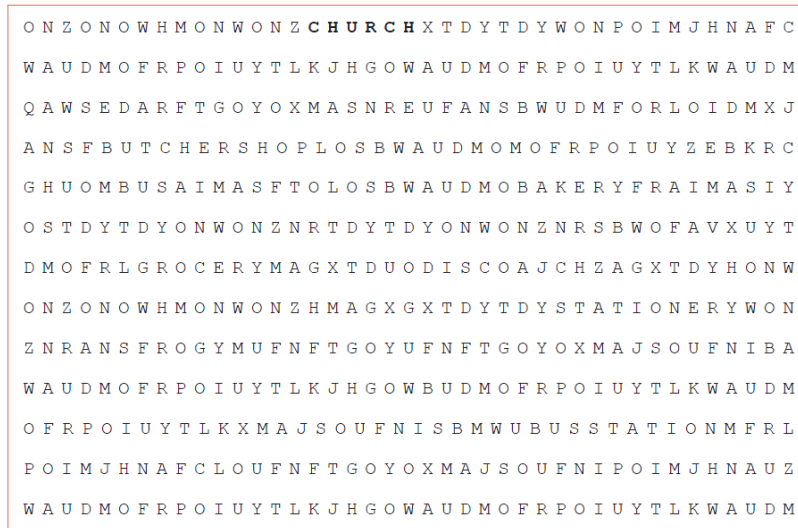 O N Z O N O W H M O N W O N Z C H U R C H X T D Y T D Y W O N P O I M J H N A F C
W A U D M O F R P O I U Y T L K J H G O W A U D M O F R P O I U Y T L K W A U D M
Q A W S E D A R F T G O Y O X M A S N R E U F A N S B W U D M F O R L O I D M X J
A N S F B U T C H E R S H O P L O S B W A U D M O M O F R P O I U Y Z E B K R C
G H U O M B U S A I M A S F T O L O S B W A U D M O B A K E R Y F R A I M A S I Y
O S T D Y T D Y O N W O N Z N R T D Y T D Y O N W O N Z N R S B W O F A V X U Y T
D M O F R L G R O C E R Y M A G X T D U O D I S C O A J C H Z A G X T D Y H O N W
O N Z O N O W H M O N W O N Z H M A G X G X T D Y T D Y S T A T I O N E R Y W O N
Z N R A N S F R O G Y M U F N F T G O Y U F N F T G O Y O X M A J S O U F N I B A
W A U D M O F R P O I U Y T L K J H G O W B U D M O F R P O I U Y T L K W A U D M
O F R P O I U Y T L K X M A J S O U F N I S B M W U B U S S T A T I O N M F R L
P O I M J H N A F C L O U F N F T G O Y O X M A J S O U F N I P O I M J H N A U Z
W A U D M O F R P O I U Y T L K J H G O W A U D M O F R P O I U Y T L K W A U D M